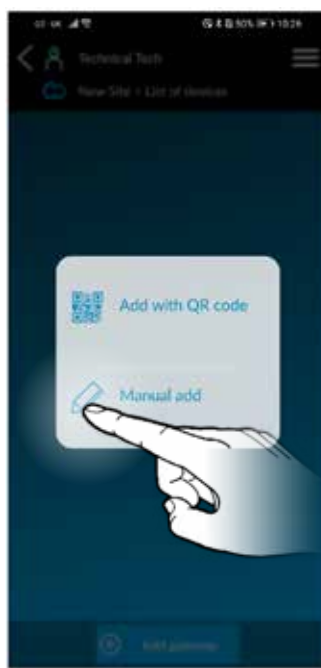 Technical Tech
New Site > List of devices
Add with QR code
Manual add